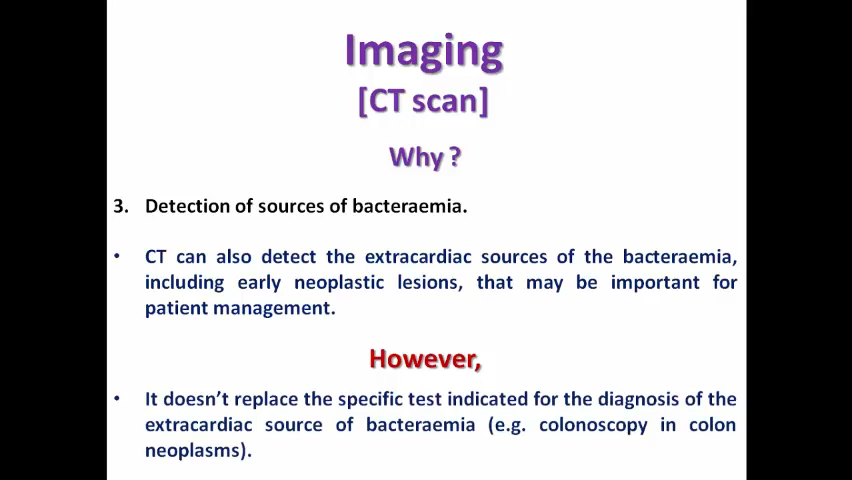 Imaging
[CT scan]
Why ?
3. Detection of sources of bacteraemia.
• CT can also detect the extracardiac sources of the bacteraemia,
including early neoplastic lesions, that may be important for
patient management.
However,
• It doesn't replace the specific test indicated for the diagnosis of the
extracardiac source of bacteraemia (e.g. colonoscopy in colon
neoplasms).